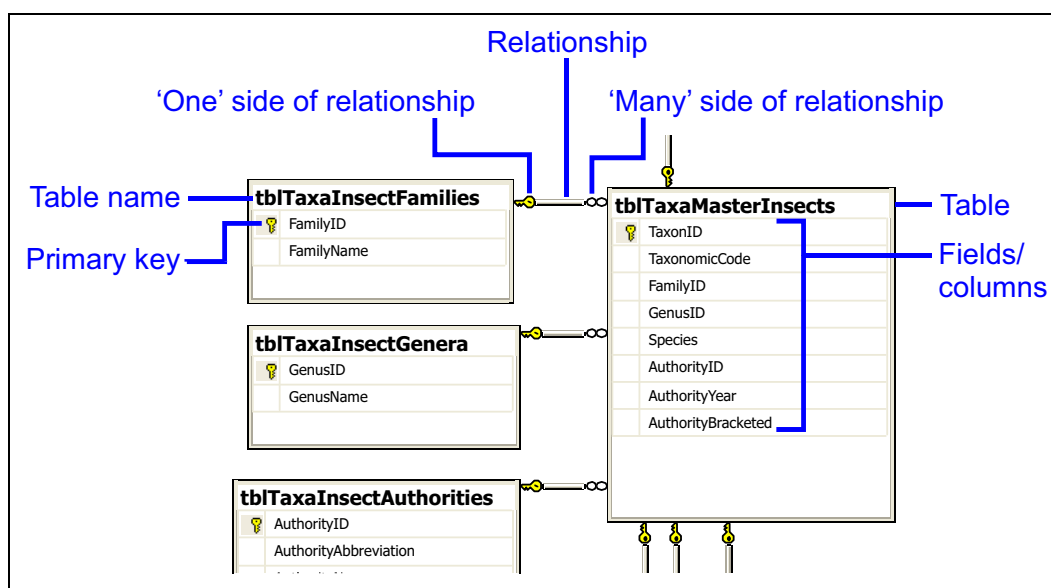 Relationship
‘One’ side of relationship
‘Many’ side of relationship
Table name
Primary key
tblTaxaInsectFamilies
FamilyID
FamilyName
tblTaxaMasterInsects
TaxonID
TaxonomicCode
FamilyID
GenusID
Species
AuthorityID
AuthorityYear
AuthorityBracketed
Table
Fields/
columns
tblTaxaInsectGenera
GenusID
GenusName
tblTaxaInsectAuthorities
AuthorityID
AuthorityAbbreviation